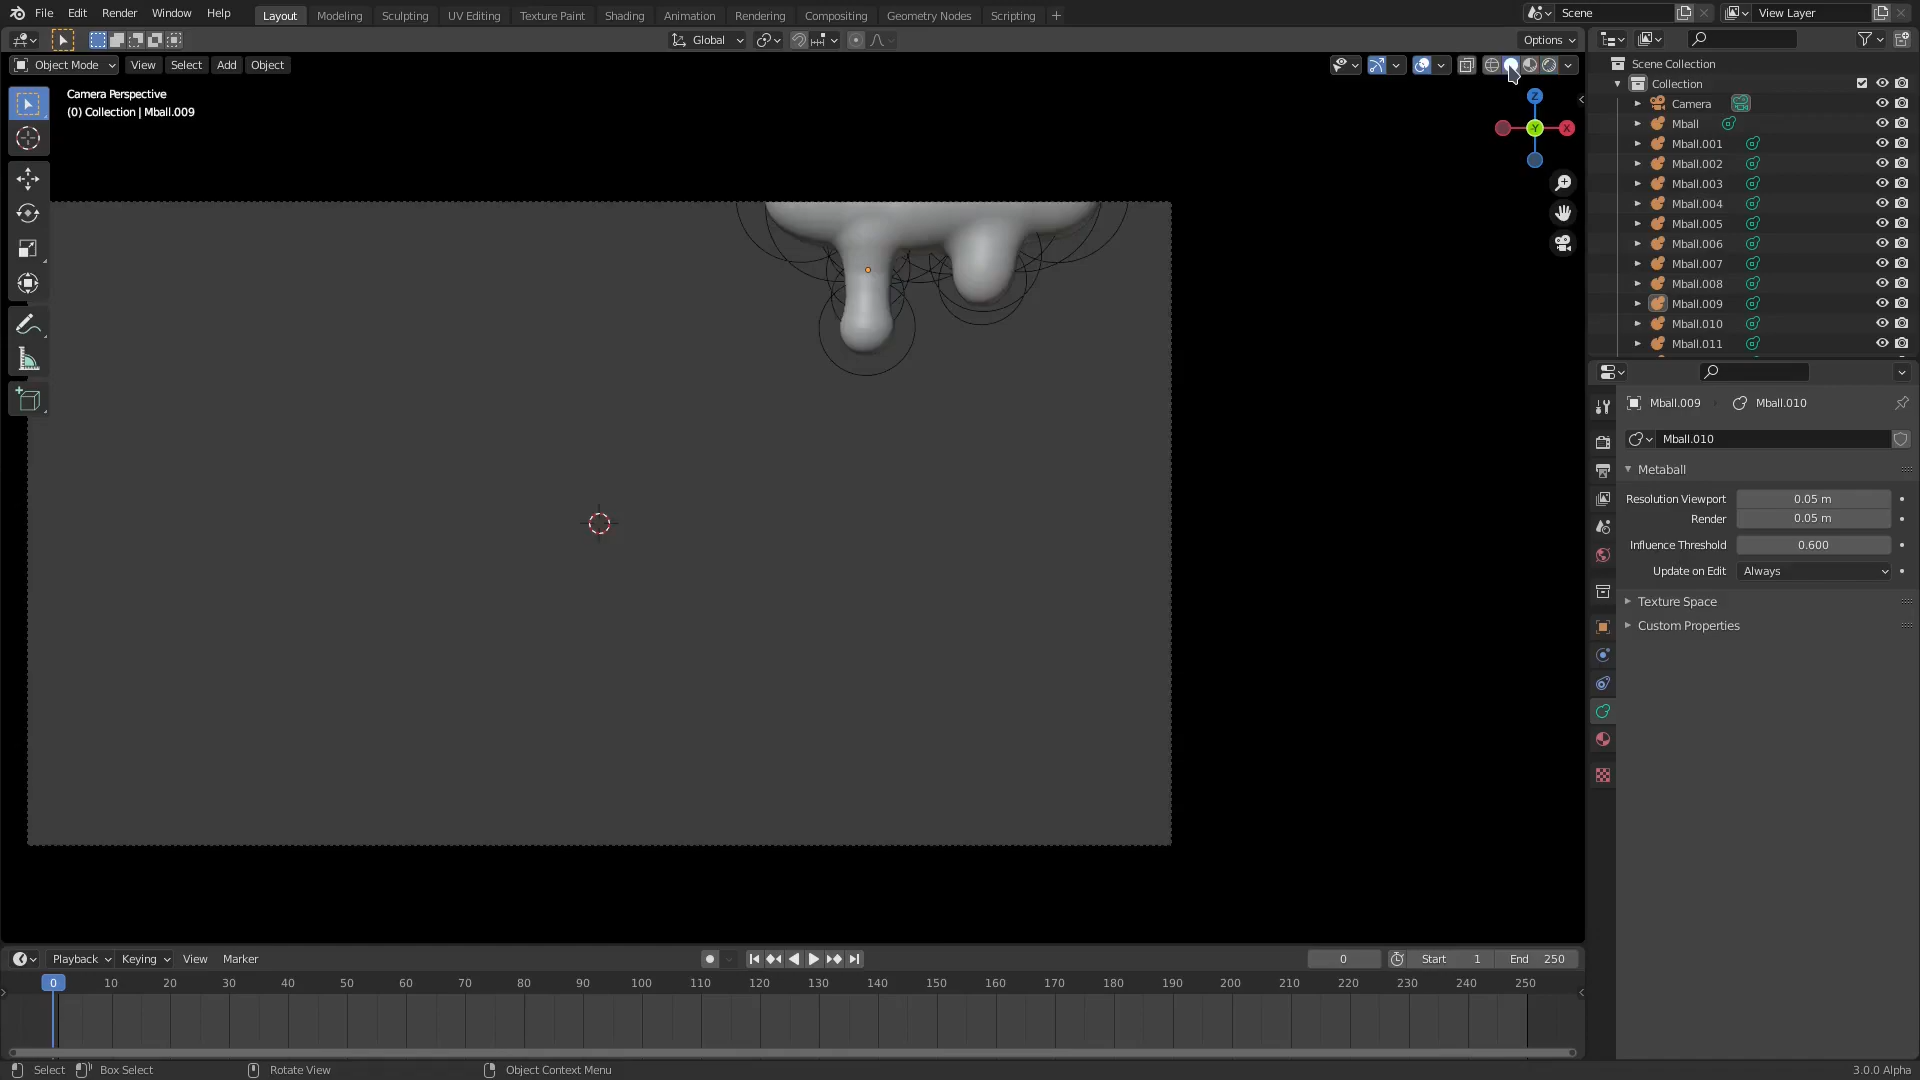 File Edit Render Window Help Layout Modeling Sculpting UV Editing Texture Paint Shading Animation Rendering Compositing Geometry Nodes Scripting + Scene View Layer
Global Options
Object Mode View Select Add Object
Camera Perspective
(0) Collection | Mball.009
Z
Y
X
Scene Collection
Collection
Camera
Mball
Mball.001
Mball.002
Mball.003
Mball.004
Mball.005
Mball.006
Mball.007
Mball.008
Mball.009
Mball.010
Mball.011
Mball.009 Mball.010
Mball.010
Metaball
Resolution Viewport 0.05 m
Render 0.05 m
Influence Threshold 0.600
Update on Edit Always
Texture Space
Custom Properties
Playback Keying View Marker 0 Start 1 End 250
0 10 20 30 40 50 60 70 80 90 100 110 120 130 140 150 160 170 180 190 200 210 220 230 240 250
Select Box Select Rotate View Object Context Menu 3.0.0 Alpha